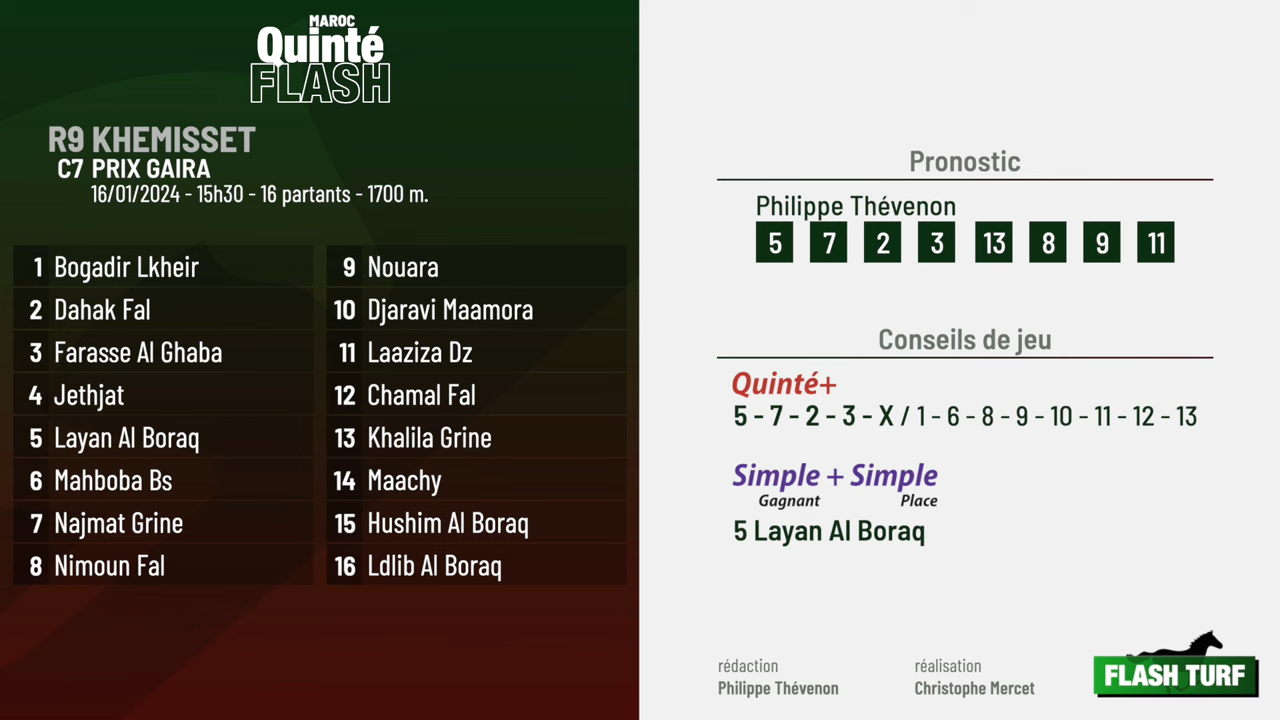 MAROC
Quinté
FLASH
R9 KHEMISSET
C7 PRIX GAIRA
16/01/2024 - 15h30 - 16 partants - 1700 m.
1 Bogadir Lkheir
2 Dahak Fal
3 Farasse Al Ghaba
4 Jethjat
5 Layan Al Boraq
6 Mahboba Bs
7 Najmat Grine
8 Nimoun Fal
9 Nouara
10 Djaravi Maamora
11 Laaziza Dz
12 Chamal Fal
13 Khalila Grine
14 Maachy
15 Hushim Al Boraq
16 Ldlib Al Boraq
Pronostic
Philippe Thévenon
5 7 2 3 13 8 9 11
Conseils de jeu
Quinté+
5 - 7 - 2 - 3 - X / 1 - 6 - 8 - 9 - 10 - 11 - 12 - 13
Simple + Simple
Gagnant Place
5 Layan Al Boraq
rédaction
Philippe Thévenon
réalisation
Christophe Mercet
FLASH TURF